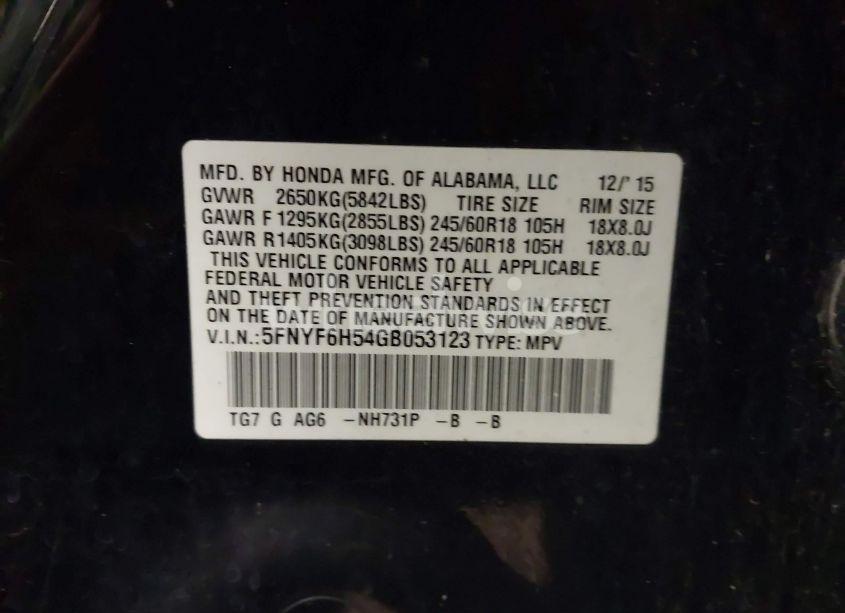 MFD. BY HONDA MFG. OF ALABAMA, LLC 12/' 15
GVWR 2650KG(5842LBS) TIRE SIZE RIM SIZE
GAWR F 1295KG(2855LBS) 245/60R18 105H 18X8.0J
GAWR R1405KG(3098LBS) 245/60R18 105H 18X8.0J
THIS VEHICLE CONFORMS TO ALL APPLICABLE
FEDERAL MOTOR VEHICLE SAFETY
AND THEFT PREVENTION STANDARDS IN EFFECT
ON THE DATE OF MANUFACTURE SHOWN ABOVE.
V.I.N.:5FNYF6H54GB053123 TYPE: MPV
TG7 G AG6 -NH731P -B -B